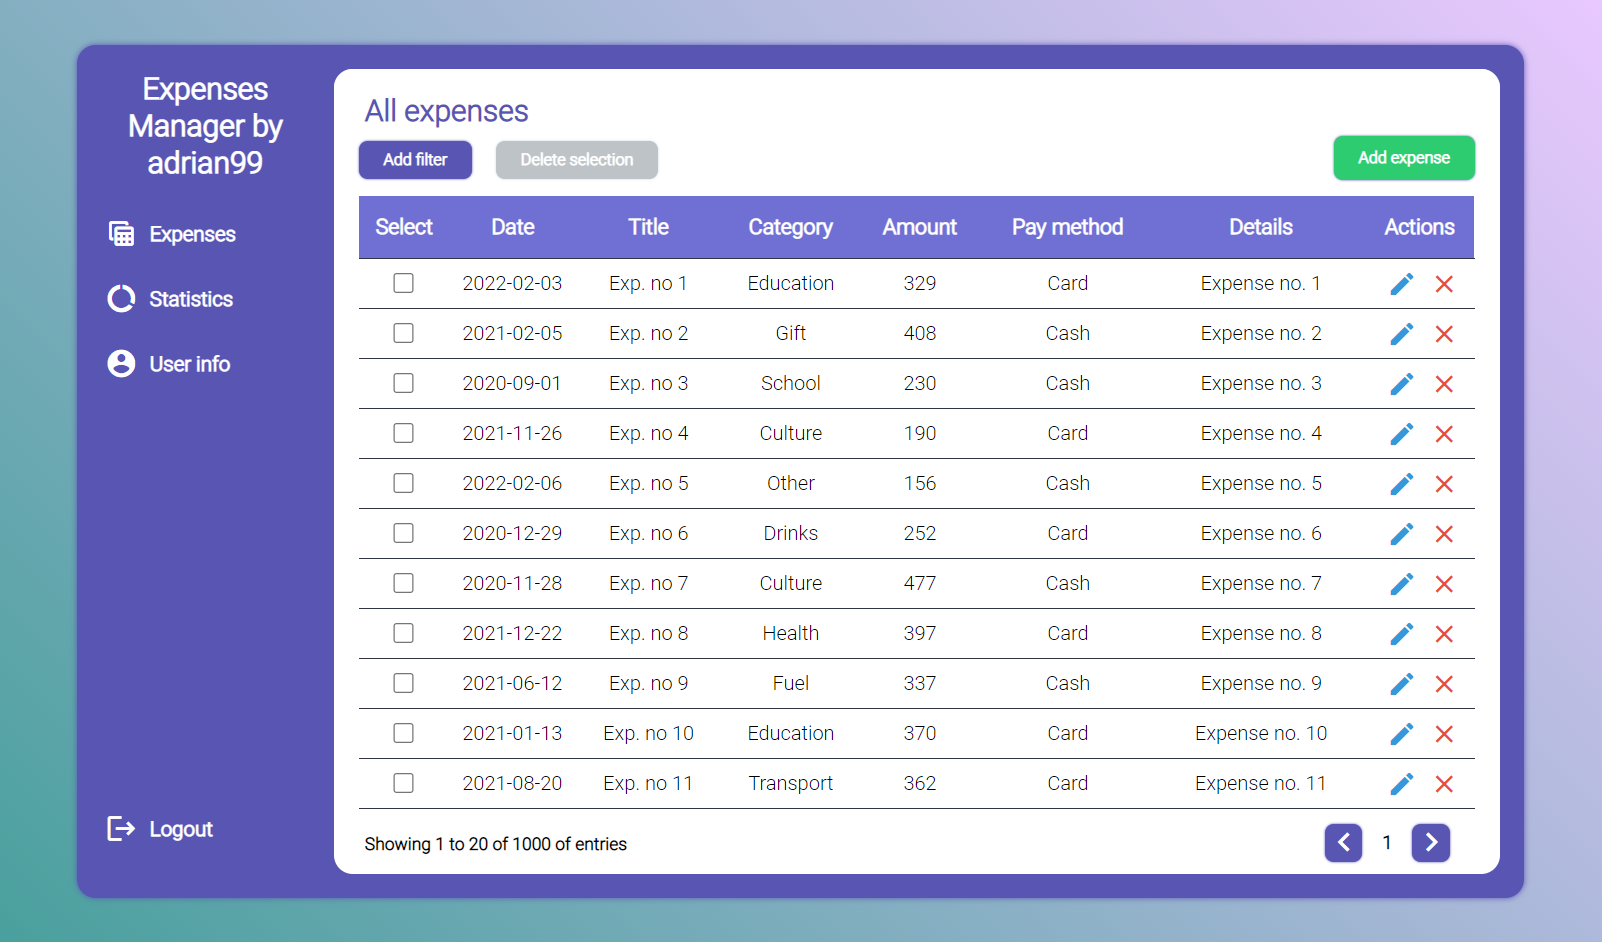 Expenses
Manager by
adrian99
Expenses
Statistics
User info
Logout
All expenses
Add filter Delete selection Add expense
Select Date Title Category Amount Pay method Details Actions
2022-02-03 Exp. no 1 Education 329 Card Expense no. 1
2021-02-05 Exp. no 2 Gift 408 Cash Expense no. 2
2020-09-01 Exp. no 3 School 230 Cash Expense no. 3
2021-11-26 Exp. no 4 Culture 190 Card Expense no. 4
2022-02-06 Exp. no 5 Other 156 Cash Expense no. 5
2020-12-29 Exp. no 6 Drinks 252 Card Expense no. 6
2020-11-28 Exp. no 7 Culture 477 Cash Expense no. 7
2021-12-22 Exp. no 8 Health 397 Card Expense no. 8
2021-06-12 Exp. no 9 Fuel 337 Cash Expense no. 9
2021-01-13 Exp. no 10 Education 370 Card Expense no. 10
2021-08-20 Exp. no 11 Transport 362 Card Expense no. 11
Showing 1 to 20 of 1000 of entries 1